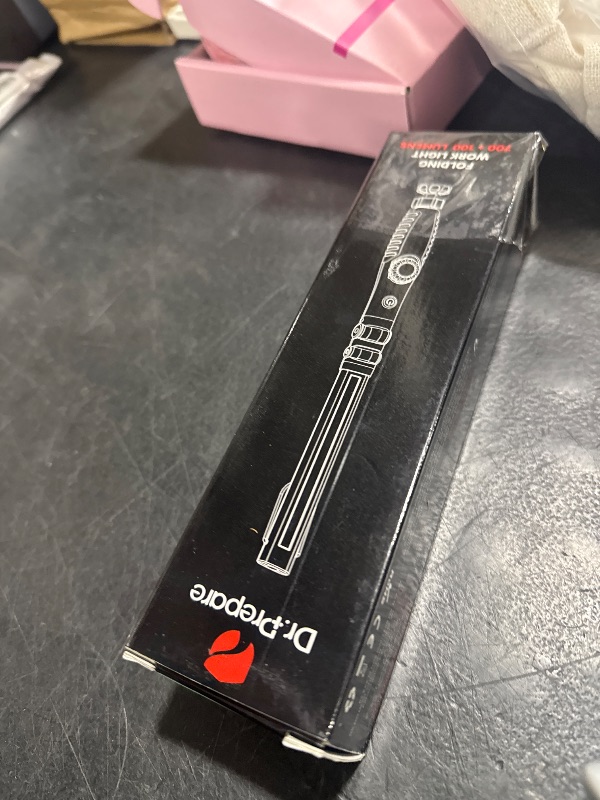 Dr.Prepare
FOLDING
WORK LIGHT
200 + 100 LUMENS